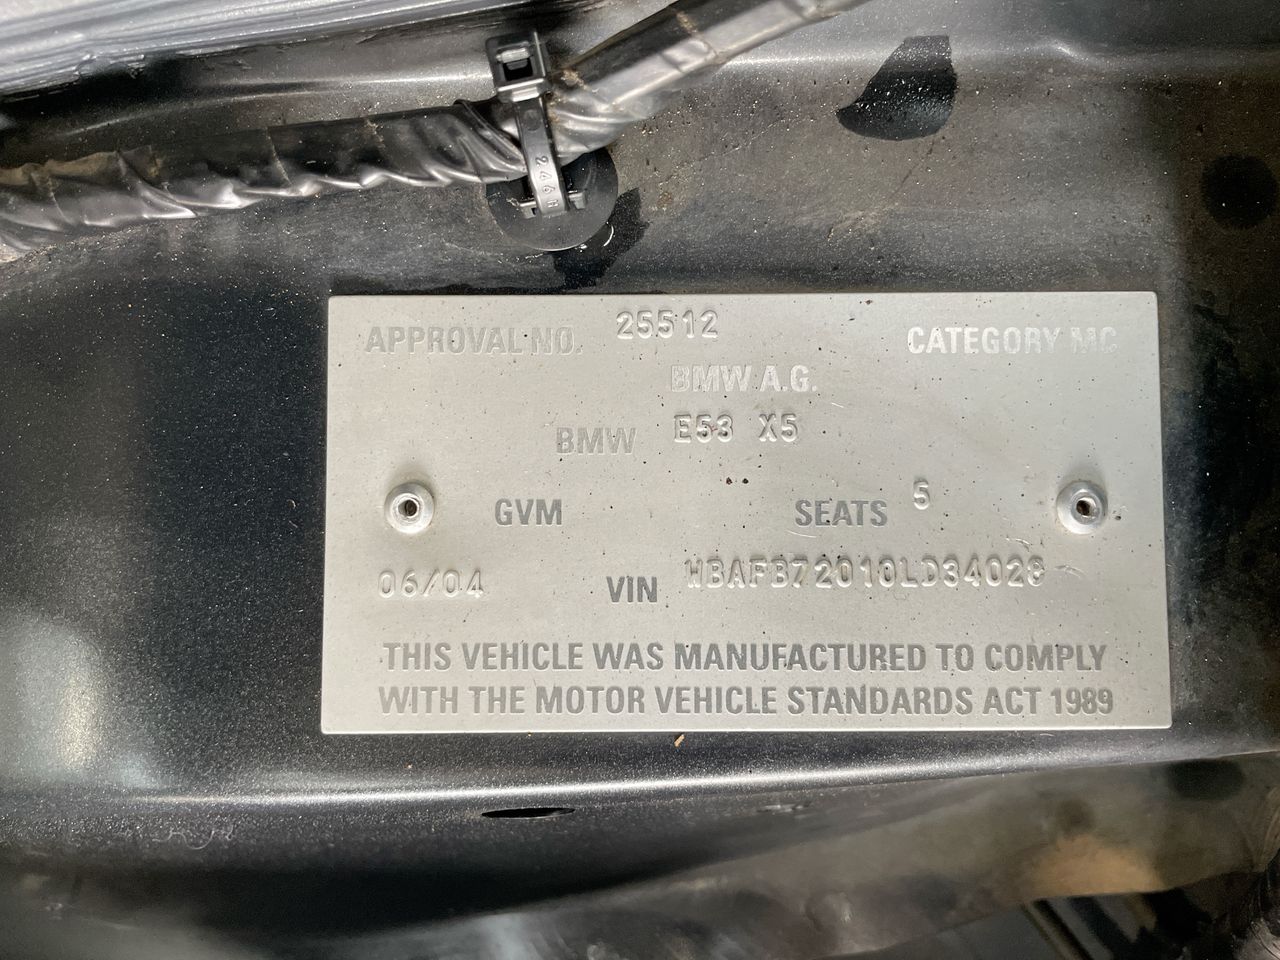 APPROVAL NO. 25512 CATEGORY MC
BMW A.G.
BMW E53 X5
GVM SEATS 5
06/04 VIN WBAFB72010LD34028
THIS VEHICLE WAS MANUFACTURED TO COMPLY
WITH THE MOTOR VEHICLE STANDARDS ACT 1989